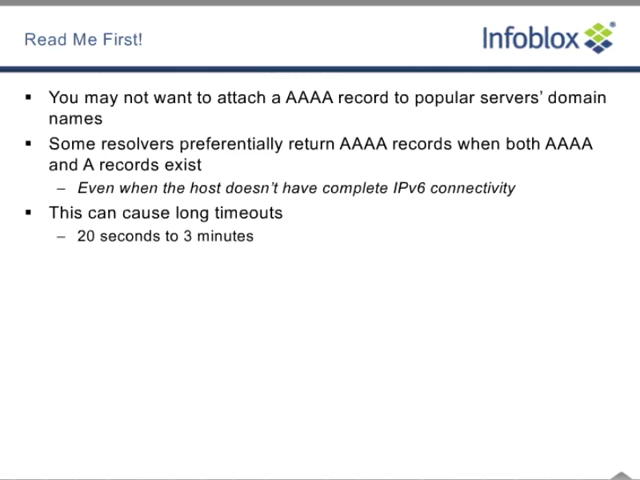 Read Me First!
Infoblox
▪ You may not want to attach a AAAA record to popular servers' domain
names
▪ Some resolvers preferentially return AAAA records when both AAAA
and A records exist
– Even when the host doesn't have complete IPv6 connectivity
▪ This can cause long timeouts
– 20 seconds to 3 minutes